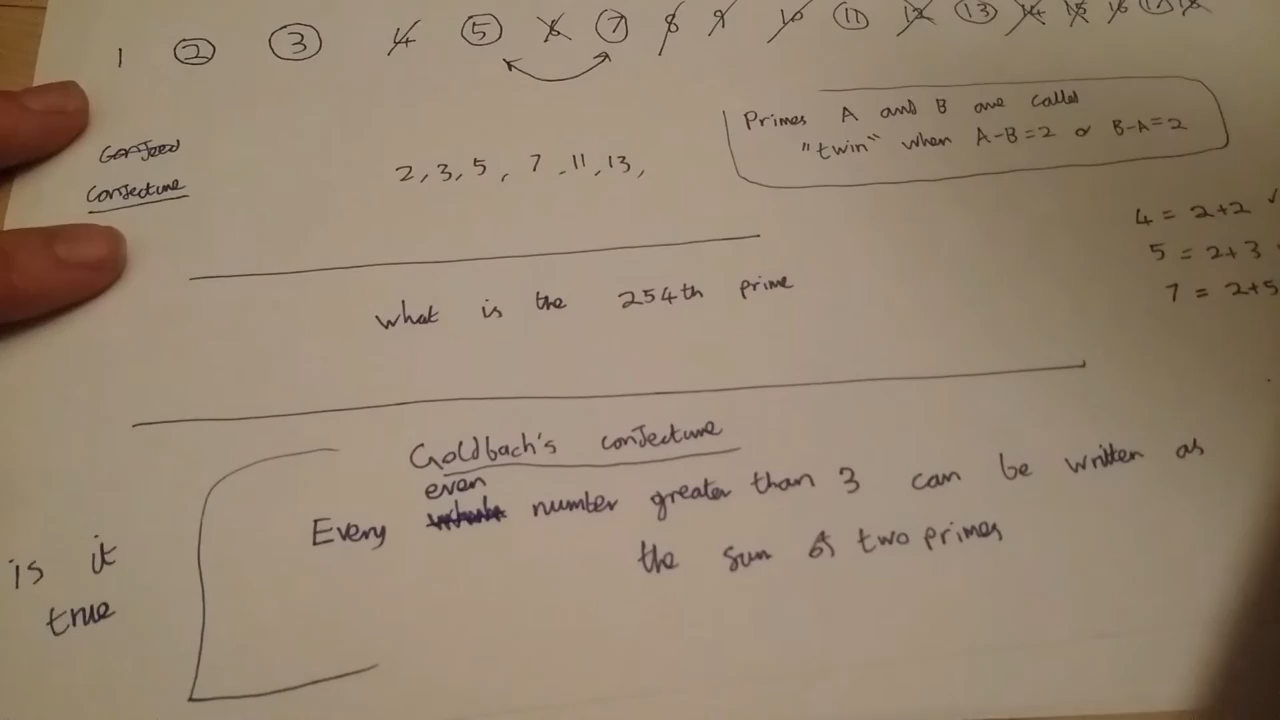 1 2 3 4 5 6 7 8 9 10 11 12 13 14 15 16 17 18
Primes A and B are called
"twin" when A-B=2 or B-A=2
Conjecture
2, 3, 5, 7, 11, 13,
4 = 2+2 ✓
5 = 2+3
7 = 2+5
What is the 254th prime
Goldbach's conjecture
even
Every number greater than 3 can be written as
the sum of two primes
is it
true